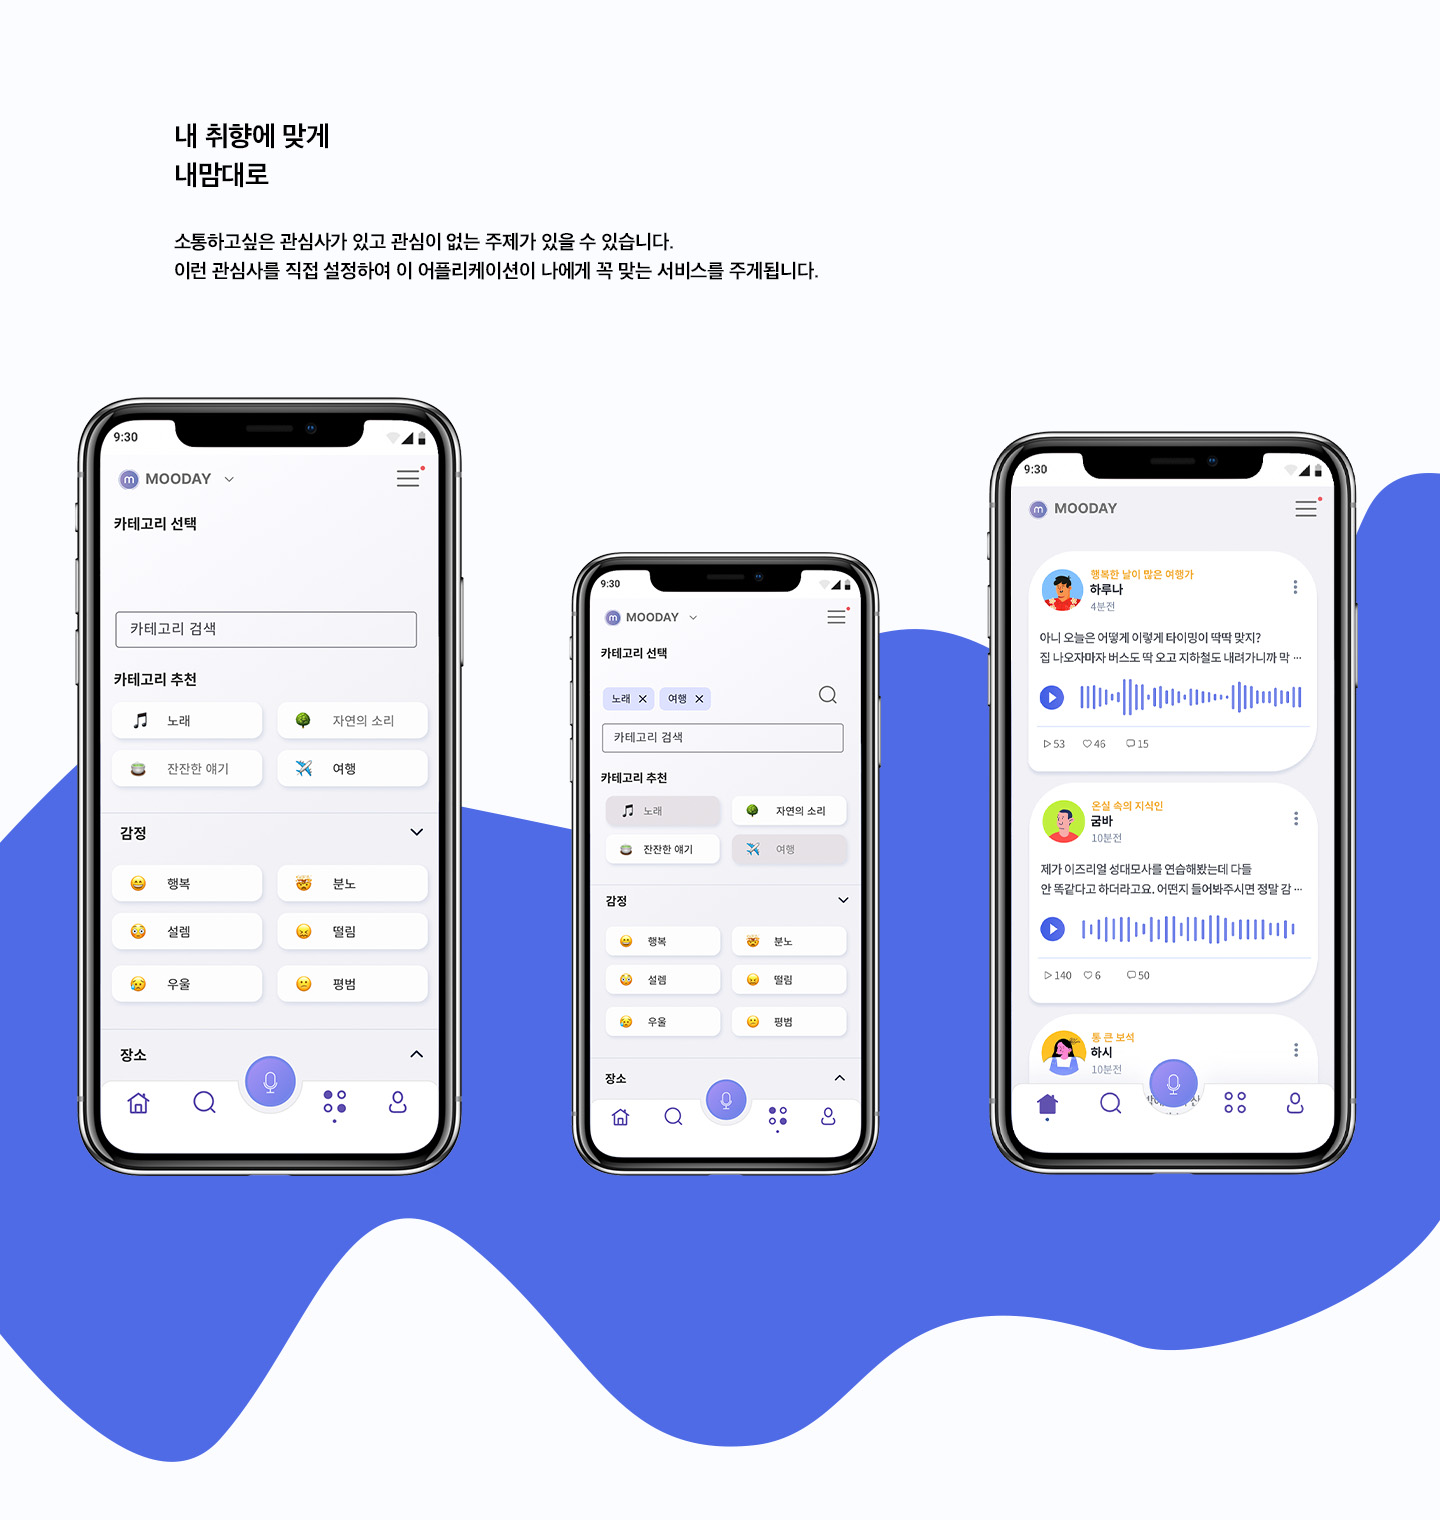 내 취향에 맞게
내맘대로
소통하고싶은 관심사가 있고 관심이 없는 주제가 있을 수 있습니다.
이런 관심사를 직접 설정하여 이 어플리케이션이 나에게 꼭 맞는 서비스를 주게됩니다.
9:30
m MOODAY
카테고리 선택
카테고리 검색
카테고리 추천
노래
자연의 소리
잔잔한 얘기
여행
감정
행복
분노
설렘
떨림
우울
평범
장소
9:30
m MOODAY
카테고리 선택
노래 ✕ 여행 ✕
카테고리 검색
카테고리 추천
노래
자연의 소리
잔잔한 얘기
여행
감정
행복
분노
설렘
떨림
우울
평범
장소
9:30
m MOODAY
행복한 날이 많은 여행가
하루나
4분전
아니 오늘은 어떻게 이렇게 타이밍이 딱딱 맞지?
집 나오자마자 버스도 딱 오고 지하철도 내려가니까 막 ···
53 46 15
온실 속의 지식인
굼바
10분전
제가 이즈리얼 성대모사를 연습해봤는데 다들
안 똑같다고 하더라고요. 어떤지 들어봐주시면 정말 감 ···
140 6 50
통 큰 보석
하시
10분전